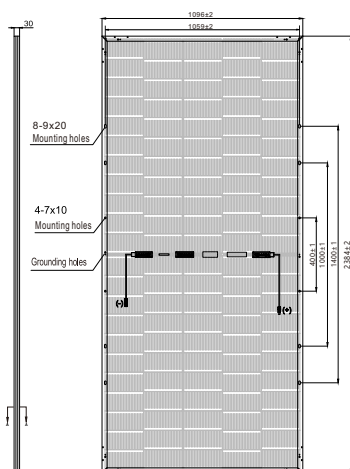 1096±2
1059±2
30
8-9x20
Mounting holes
4-7x10
Mounting holes
Grounding holes
(-)
(+)
400±1
1000±1
1400±1
2384±2